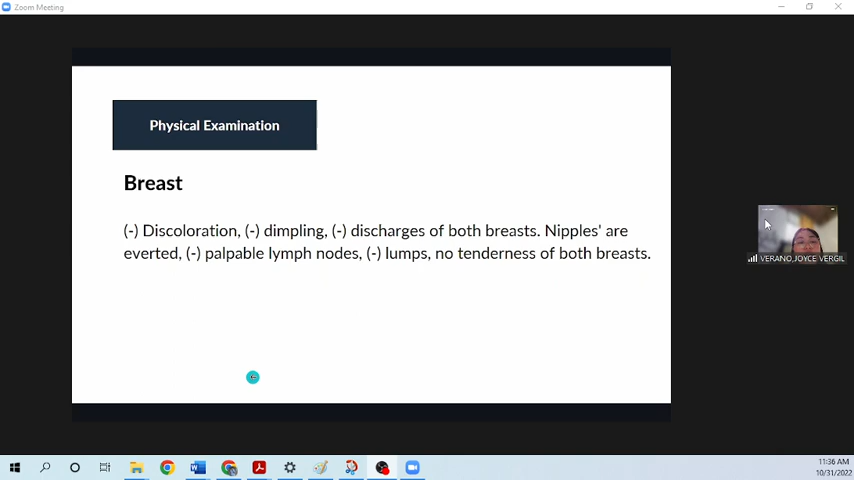 Zoom Meeting
Physical Examination
Breast
(-) Discoloration, (-) dimpling, (-) discharges of both breasts. Nipples' are
everted, (-) palpable lymph nodes, (-) lumps, no tenderness of both breasts.
VERANO,JOYCE VERGIL
11:36 AM
10/31/2022